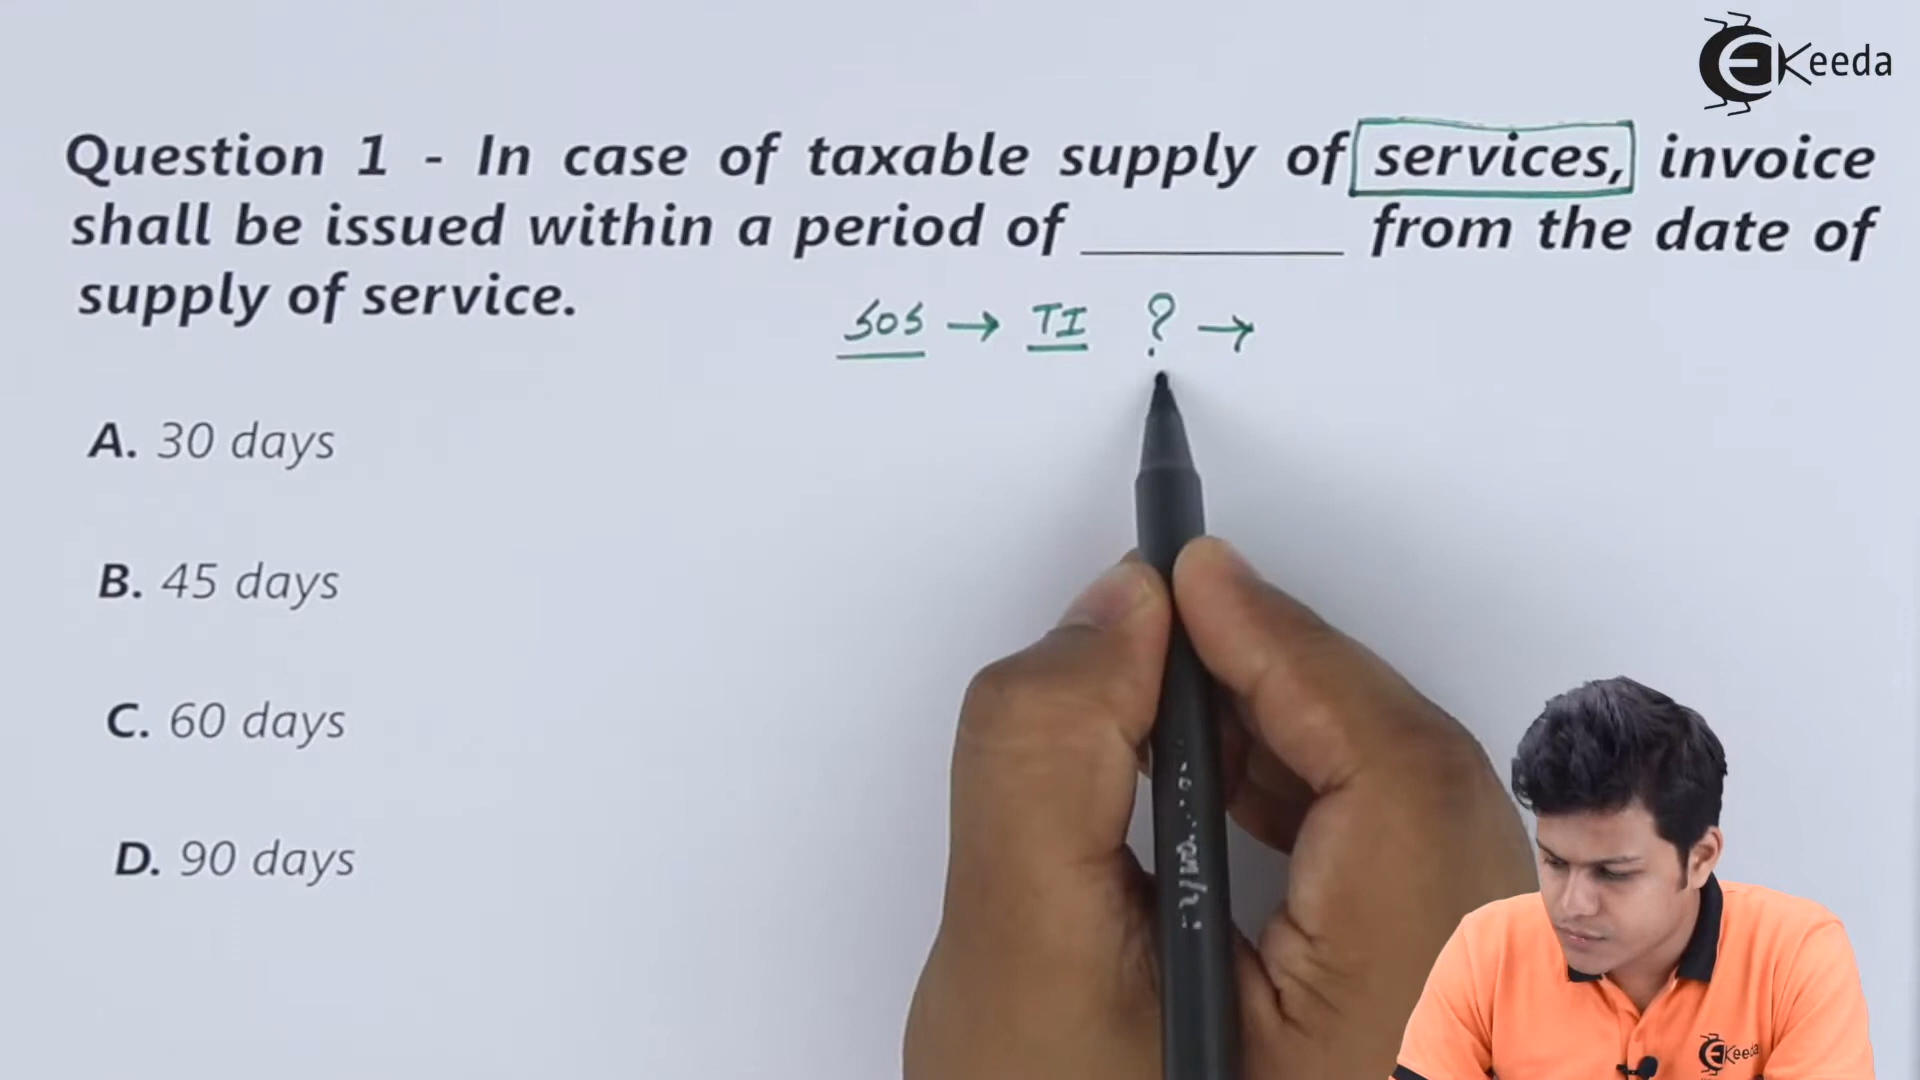 Keeda
Question 1 - In case of taxable supply of services, invoice
shall be issued within a period of ________ from the date of
supply of service.
SOS → TI ? →
A. 30 days
B. 45 days
C. 60 days
D. 90 days
Keeda